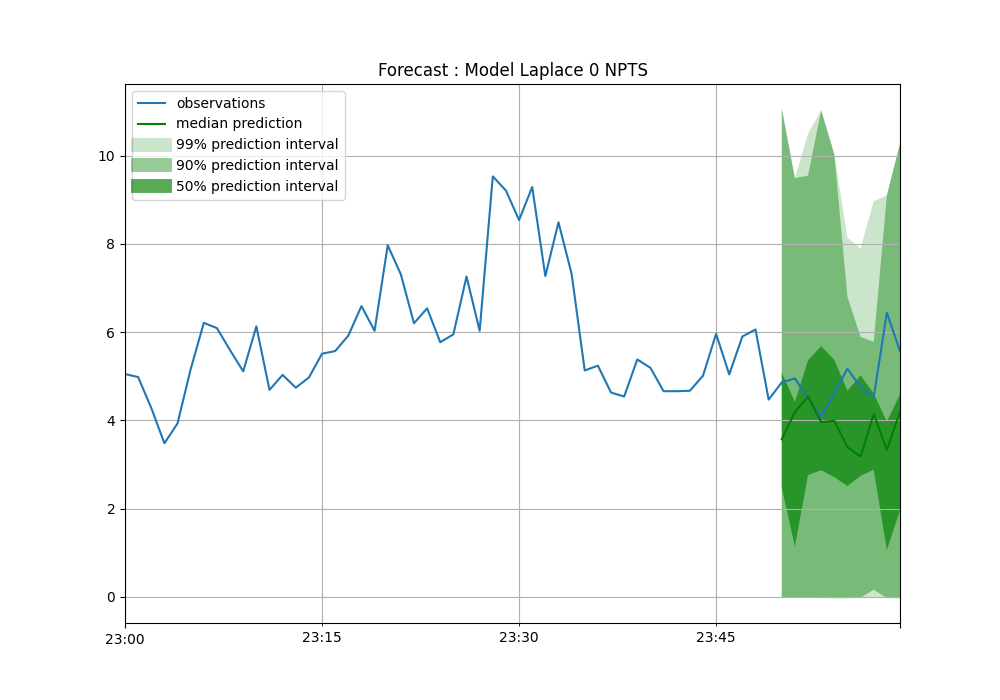 Forecast : Model Laplace 0 NPTS
observations
median prediction
99% prediction interval
90% prediction interval
50% prediction interval
10
8
6
4
2
0
23:00 23:15 23:30 23:45